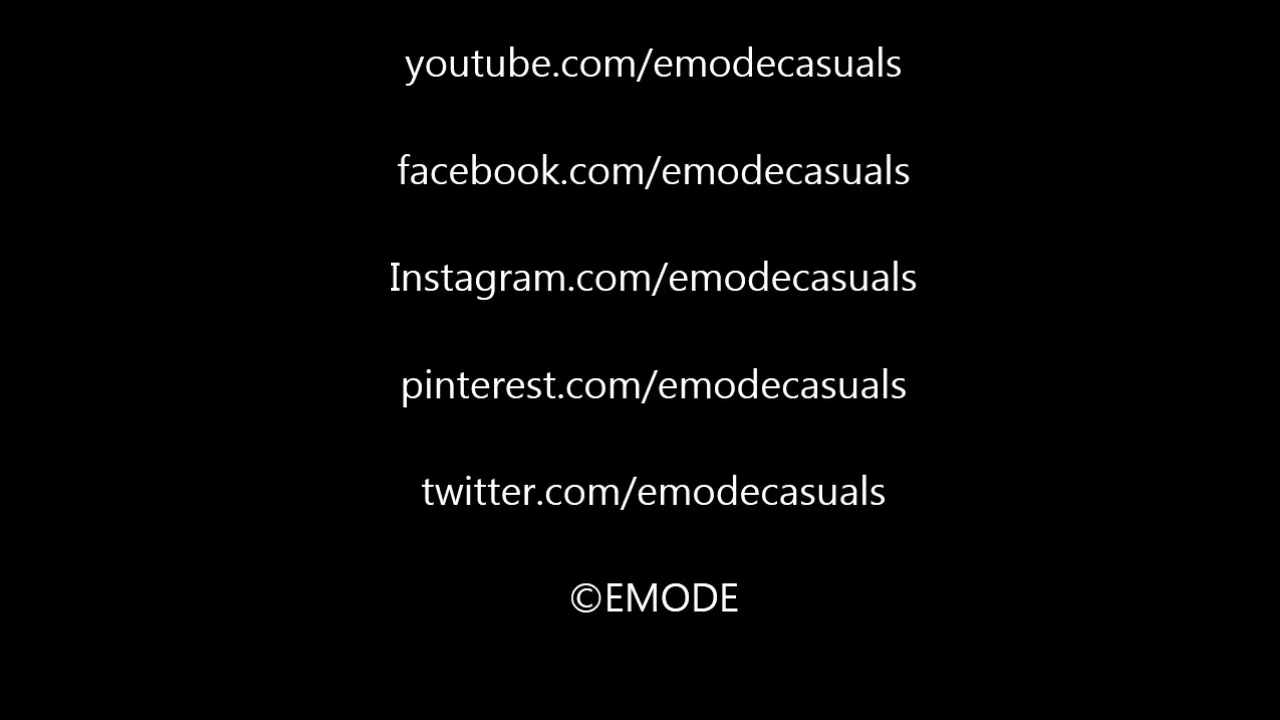 youtube.com/emodecasuals
facebook.com/emodecasuals
Instagram.com/emodecasuals
pinterest.com/emodecasuals
twitter.com/emodecasuals
©EMODE